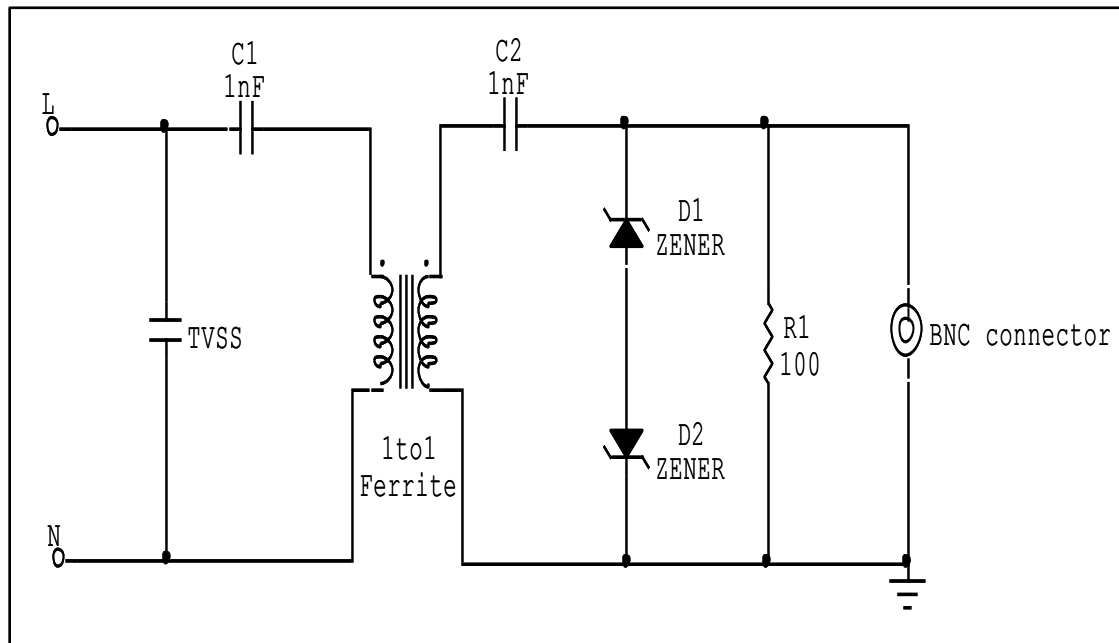 C1
1nF
C2
1nF
L
D1
ZENER
TVSS
R1
100
BNC connector
D2
ZENER
1to1
Ferrite
N